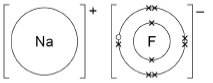 Na + F −